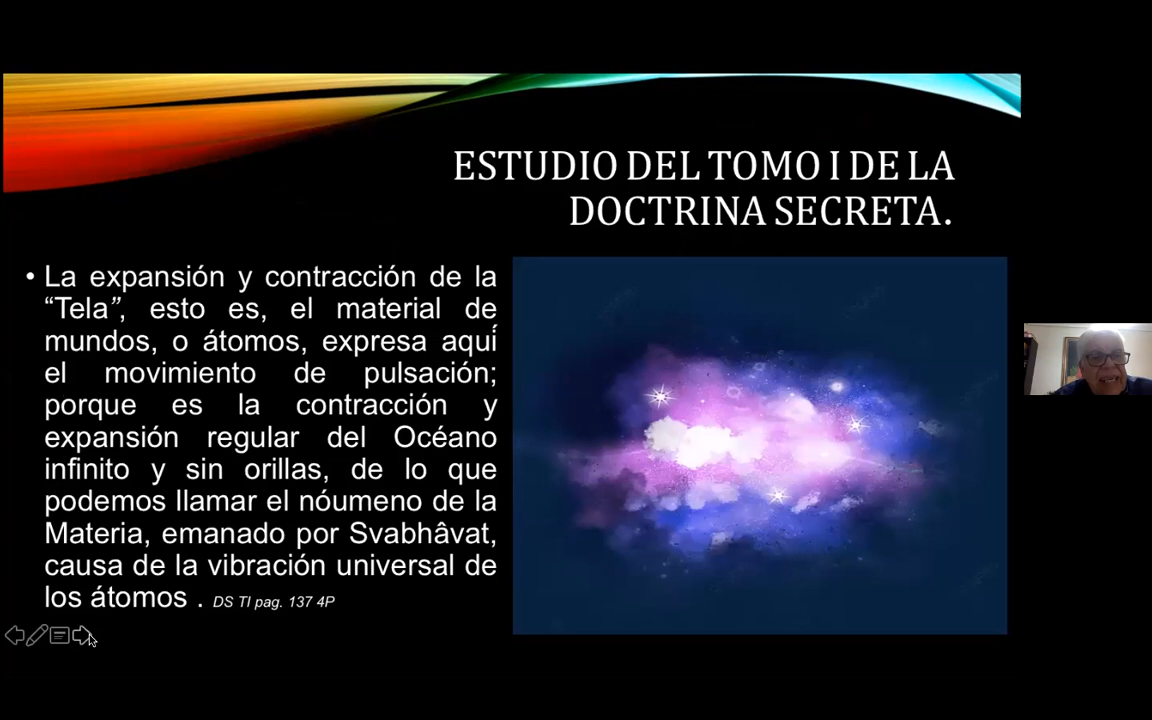 ESTUDIO DEL TOMO I DE LA
DOCTRINA SECRETA.
• La expansión y contracción de la
“Tela”, esto es, el material de
mundos, o átomos, expresa aquí
el movimiento de pulsación;
porque es la contracción y
expansión regular del Océano
infinito y sin orillas, de lo que
podemos llamar el nóumeno de la
Materia, emanado por Svabhâvat,
causa de la vibración universal de
los átomos . DS TI pag. 137 4P